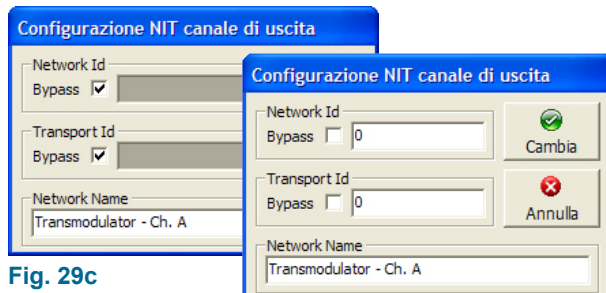 Configurazione NIT canale di uscita
Network Id
Bypass
Transport Id
Bypass
Network Name
Transmodulator - Ch. A
Fig. 29c
Configurazione NIT canale di uscita
Network Id
Bypass 0
Cambia
Transport Id
Bypass 0
Annulla
Network Name
Transmodulator - Ch. A